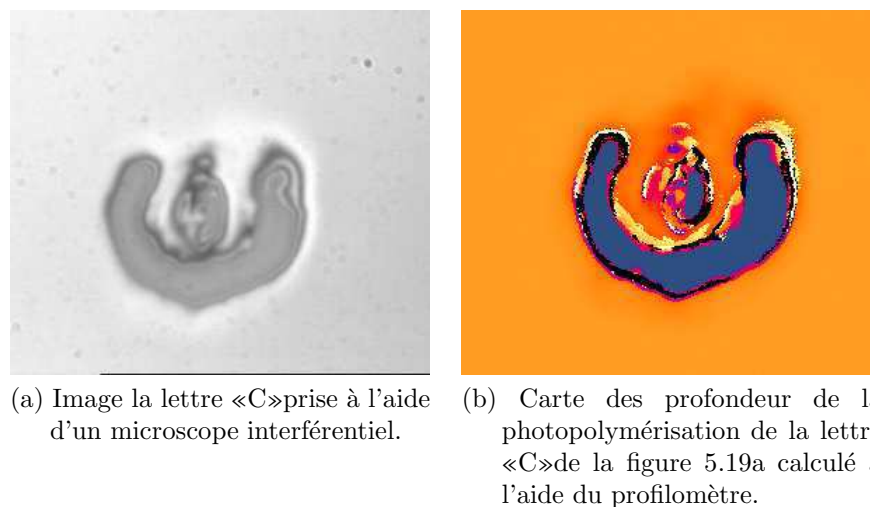 (a) Image la lettre «C»prise à l'aide
d'un microscope interférentiel.
(b) Carte des profondeur de
photopolymérisation de la
«C»de la figure 5.19a calculé
l'aide du profilomètre.